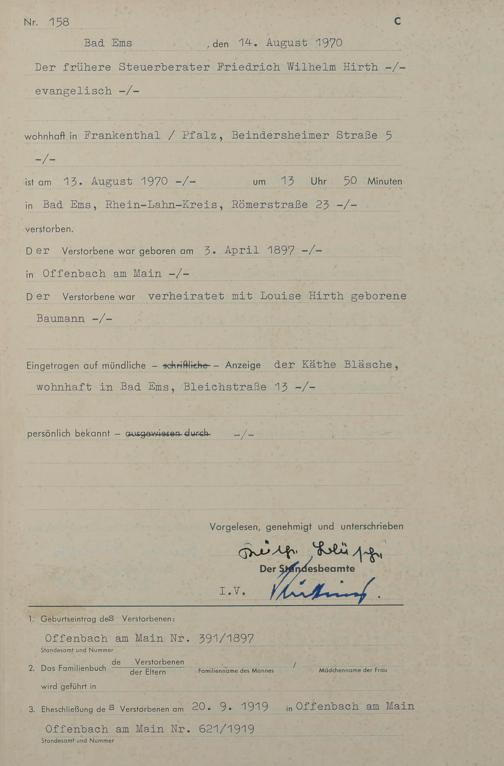 Nr. 158 C
Bad Ems , den 14. August 1970
Der frühere Steuerberater Friedrich Wilhelm Hirth -/-
evangelisch -/-
wohnhaft in Frankenthal / Pfalz, Beindersheimer Straße 5
-/-
ist am 13. August 1970 -/- um 13 Uhr 50 Minuten
in Bad Ems, Rhein-Lahn-Kreis, Römerstraße 23 -/-
verstorben.
Der Verstorbene war geboren am 3. April 1897 -/-
in Offenbach am Main -/-
Der Verstorbene war verheiratet mit Louise Hirth geborene
Baumann -/-
Eingetragen auf mündliche - schriftliche - Anzeige der Käthe Bläsche,
wohnhaft in Bad Ems, Bleichstraße 13 -/-
persönlich bekannt - ausgewiesen durch -/-
Vorgelesen, genehmigt und unterschrieben
Der Standesbeamte
I.V.
1. Geburtseintrag des Verstorbenen:
Offenbach am Main Nr. 391/1897
Standesamt und Nummer
2. Das Familienbuch de Verstorbenen /
der Eltern Familienname des Mannes Mädchenname der Frau
wird geführt in
3. Eheschließung des Verstorbenen am 20. 9. 1919 in Offenbach am Main
Offenbach am Main Nr. 621/1919
Standesamt und Nummer